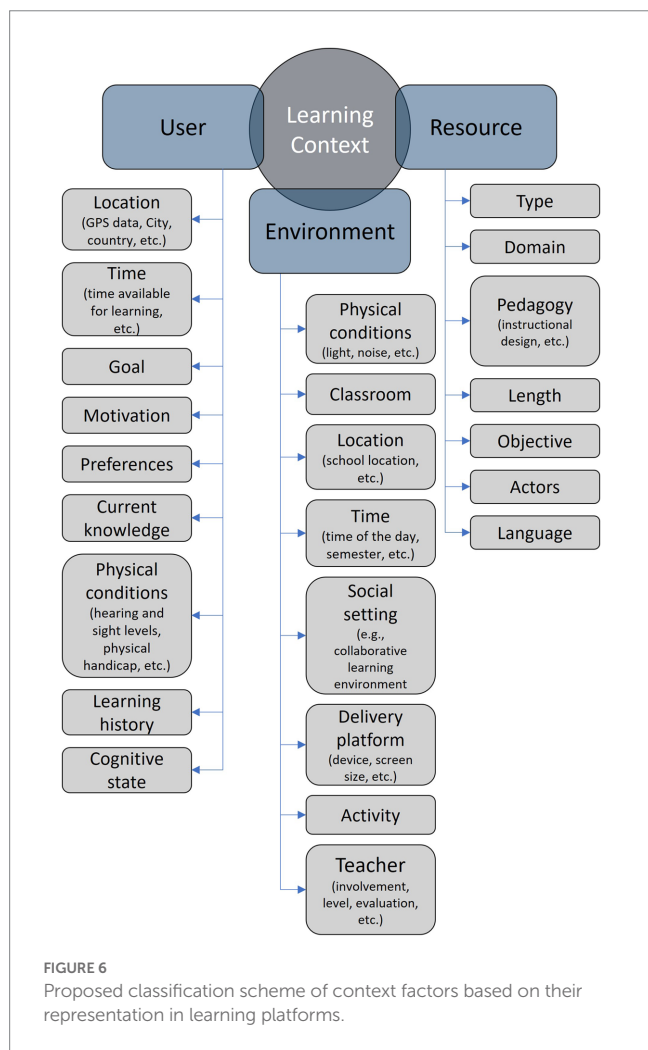 Learning
Context
User
Resource
Environment
Location
(GPS data, City,
country, etc.)
Time
(time available
for learning,
etc.)
Goal
Motivation
Preferences
Current
knowledge
Physical
conditions
(hearing and
sight levels,
physical
handicap, etc.)
Learning
history
Cognitive
state
Physical
conditions
(light, noise, etc.)
Classroom
Location
(school location,
etc.)
Time
(time of the day,
semester, etc.)
Social
setting
(e.g.,
collaborative
learning
environment
Delivery
platform
(device, screen
size, etc.)
Activity
Teacher
(involvement,
level, evaluation,
etc.)
Type
Domain
Pedagogy
(instructional
design, etc.)
Length
Objective
Actors
Language
FIGURE 6
Proposed classification scheme of context factors based on their
representation in learning platforms.